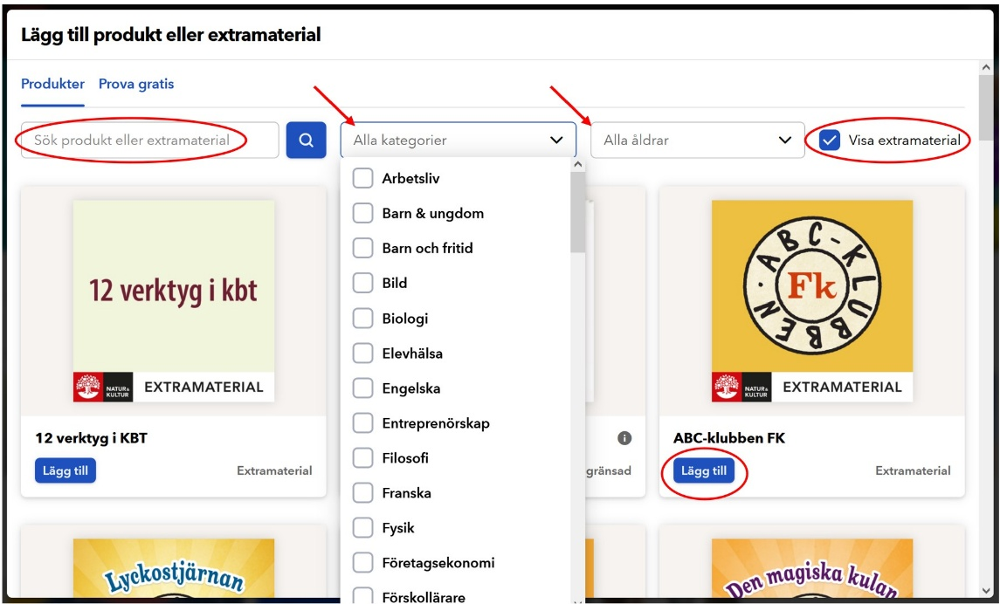 Lägg till produkt eller extramaterial
Produkter Prova gratis
Sök produkt eller extramaterial
Alla kategorier
Alla åldrar
Visa extramaterial
Arbetsliv
Barn & ungdom
Barn och fritid
Bild
Biologi
Elevhälsa
Engelska
Entreprenörskap
Filosofi
Franska
Fysik
Företagsekonomi
Förskollärare
12 verktyg i kbt
NATUR&
KULTUR
EXTRAMATERIAL
12 verktyg i KBT
Lägg till
Extramaterial
gränsad
ABC-KLUBBEN
Fk
NATUR&
KULTUR
EXTRAMATERIAL
ABC-klubben FK
Lägg till
Extramaterial
Lyckostjärnan
Den magiska kulan